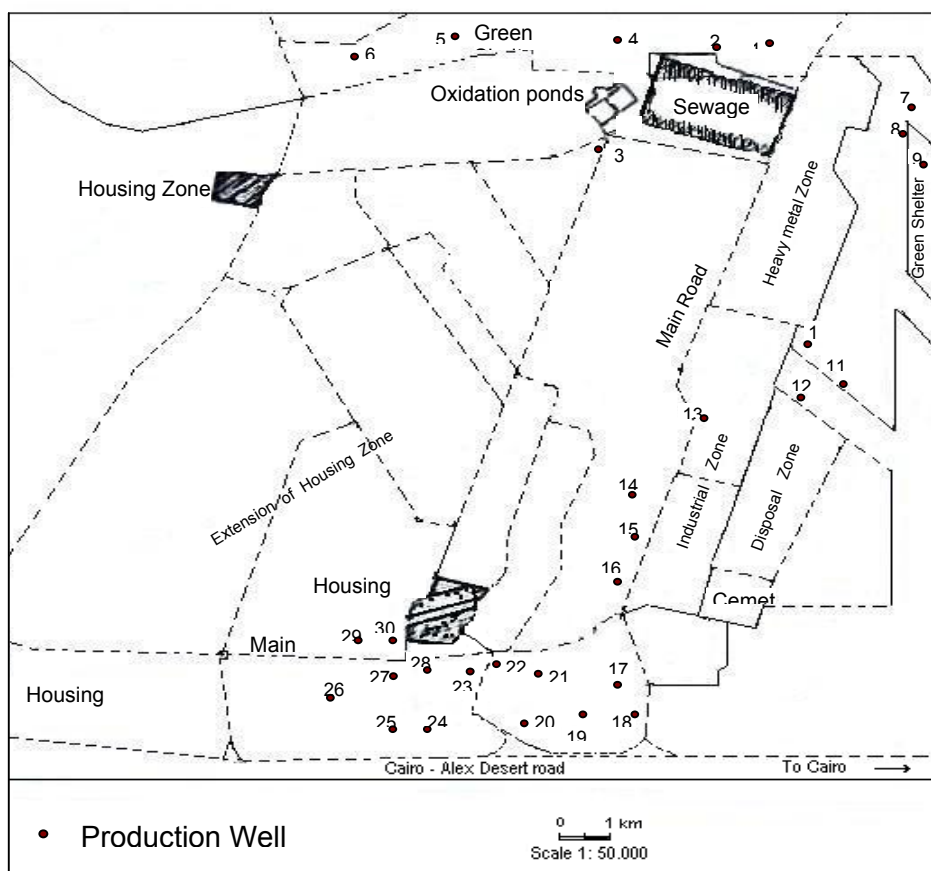 Green
5
4
2
1
6
Oxidation ponds
Sewage
7
8
3
9
Housing Zone
Heavy metal Zone
Green Shelter
Main Road
1
11
12
13
Extension of Housing Zone
Industrial Zone
Disposal Zone
14
15
16
Housing
Cemet
29
30
Main
28
22
27
23
21
17
Housing
26
25
24
20
19
18
Cairo - Alex Desert road
To Cairo
Production Well
0 1 km
Scale 1: 50.000